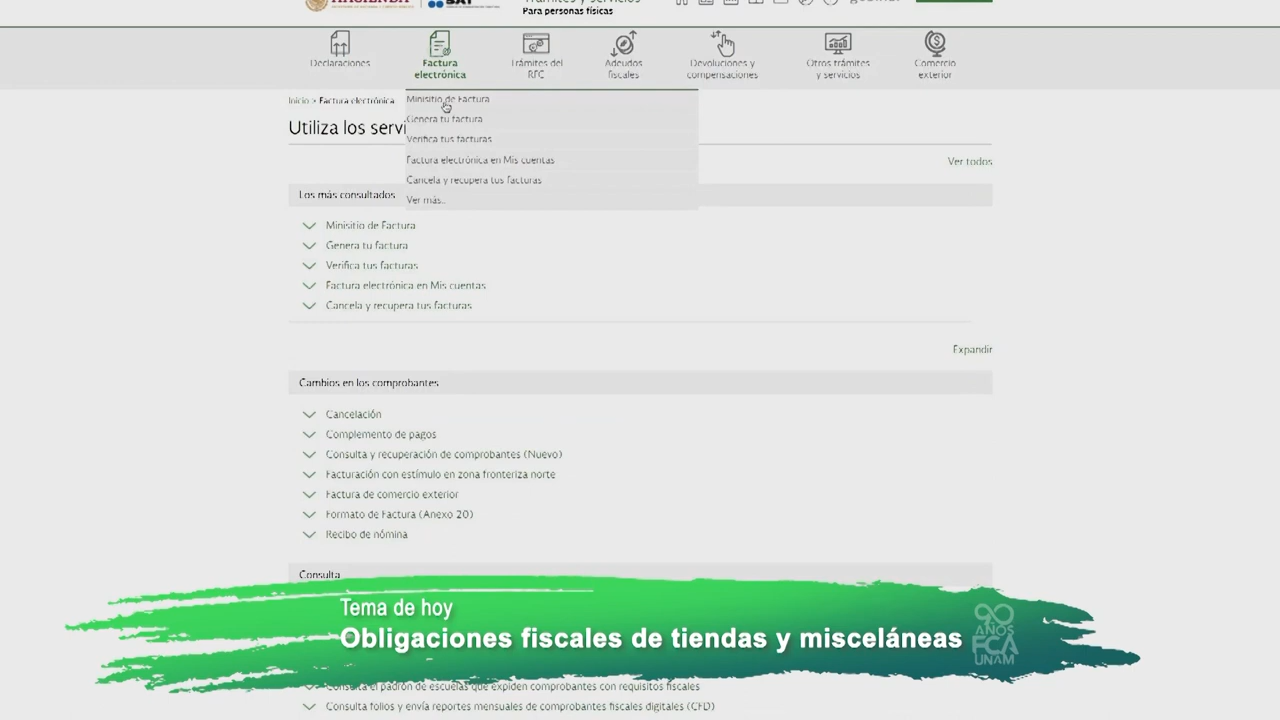 HACIENDA
SAT
Trámites y servicios
Para personas físicas
gob.mx
Declaraciones
Factura
electrónica
Trámites del
RFC
Adeudos
fiscales
Devoluciones y
compensaciones
Otros trámites
y servicios
Comercio
exterior
Inicio > Factura electrónica
Minisitio de Factura
Genera tu factura
Verifica tus facturas
Factura electrónica en Mis cuentas
Cancela y recupera tus facturas
Ver más..
Utiliza los servi
Ver todos
Los más consultados
Minisitio de Factura
Genera tu factura
Verifica tus facturas
Factura electrónica en Mis cuentas
Cancela y recupera tus facturas
Expandir
Cambios en los comprobantes
Cancelación
Complemento de pagos
Consulta y recuperación de comprobantes (Nuevo)
Facturación con estímulo en zona fronteriza norte
Factura de comercio exterior
Formato de Factura (Anexo 20)
Recibo de nómina
Consulta
Tema de hoy
Obligaciones fiscales de tiendas y misceláneas
90
AÑOS
FCA
UNAM
Consulta el padrón de escuelas que expiden comprobantes con requisitos fiscales
Consulta folios y envía reportes mensuales de comprobantes fiscales digitales (CFD)